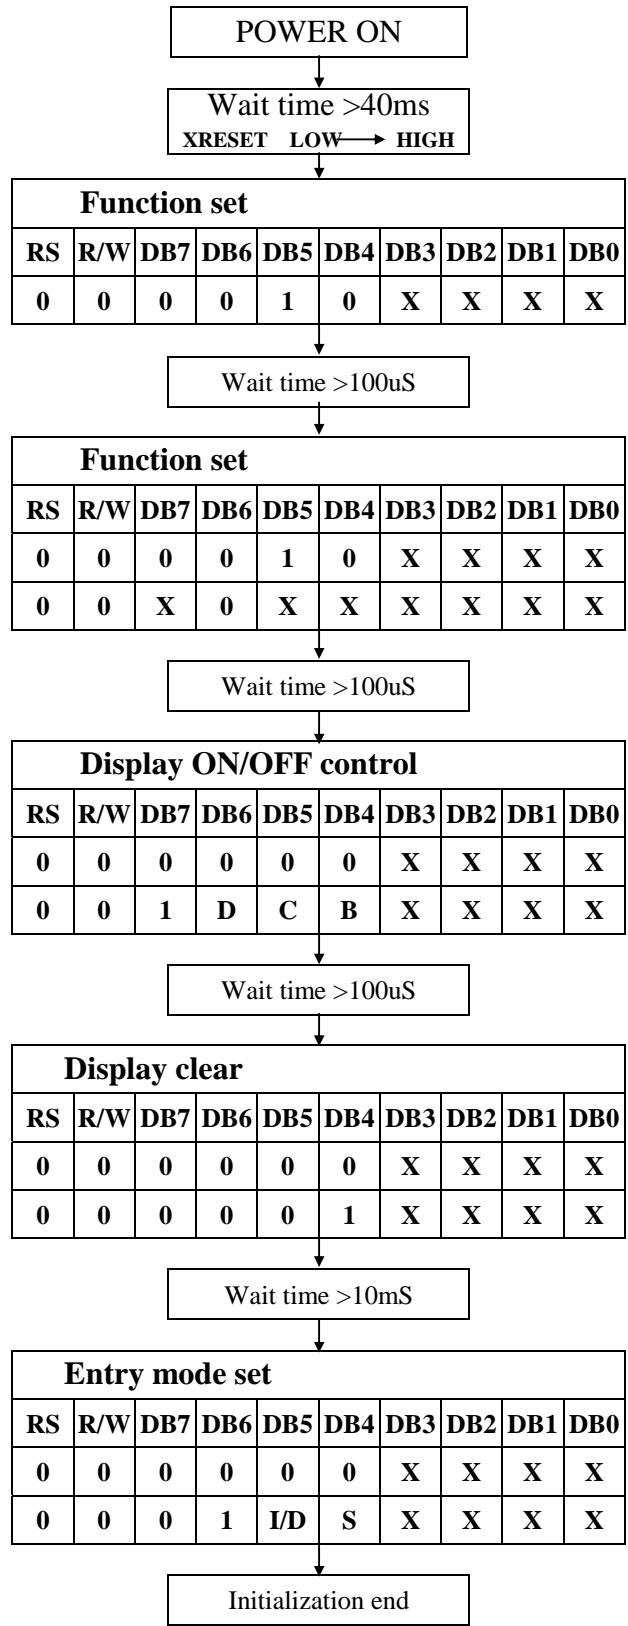 POWER ON
Wait time >40ms
XRESET LOW → HIGH
Function set
RS R/W DB7 DB6 DB5 DB4 DB3 DB2 DB1 DB0
0 0 0 0 1 0 X X X X
Wait time >100uS
Function set
RS R/W DB7 DB6 DB5 DB4 DB3 DB2 DB1 DB0
0 0 0 0 1 0 X X X X
0 0 X 0 X X X X X X
Wait time >100uS
Display ON/OFF control
RS R/W DB7 DB6 DB5 DB4 DB3 DB2 DB1 DB0
0 0 0 0 0 0 X X X X
0 0 1 D C B X X X X
Wait time >100uS
Display clear
RS R/W DB7 DB6 DB5 DB4 DB3 DB2 DB1 DB0
0 0 0 0 0 0 X X X X
0 0 0 0 0 1 X X X X
Wait time >10mS
Entry mode set
RS R/W DB7 DB6 DB5 DB4 DB3 DB2 DB1 DB0
0 0 0 0 0 0 X X X X
0 0 0 1 I/D S X X X X
Initialization end